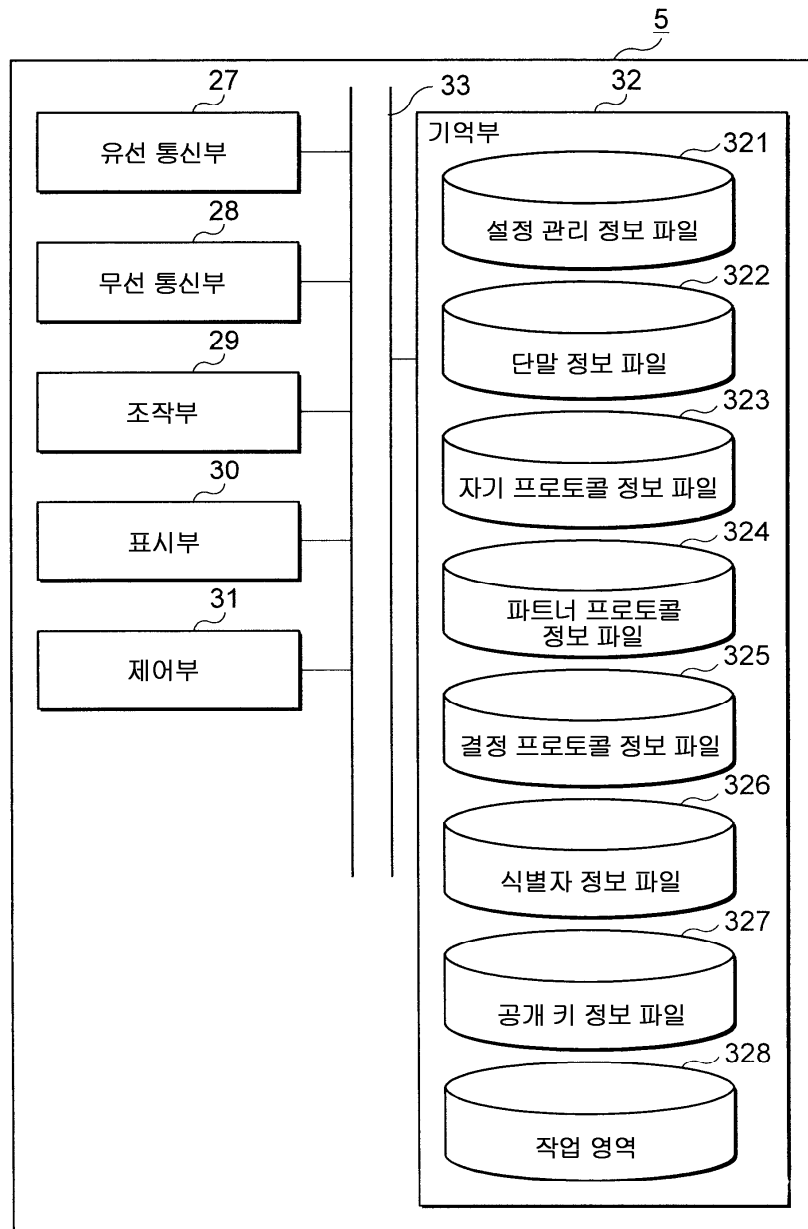 5
27
유선 통신부
28
무선 통신부
29
조작부
30
표시부
31
제어부
33
32
기억부
321
설정 관리 정보 파일
322
단말 정보 파일
323
자기 프로토콜 정보 파일
324
파트너 프로토콜
정보 파일
325
결정 프로토콜 정보 파일
326
식별자 정보 파일
327
공개 키 정보 파일
328
작업 영역